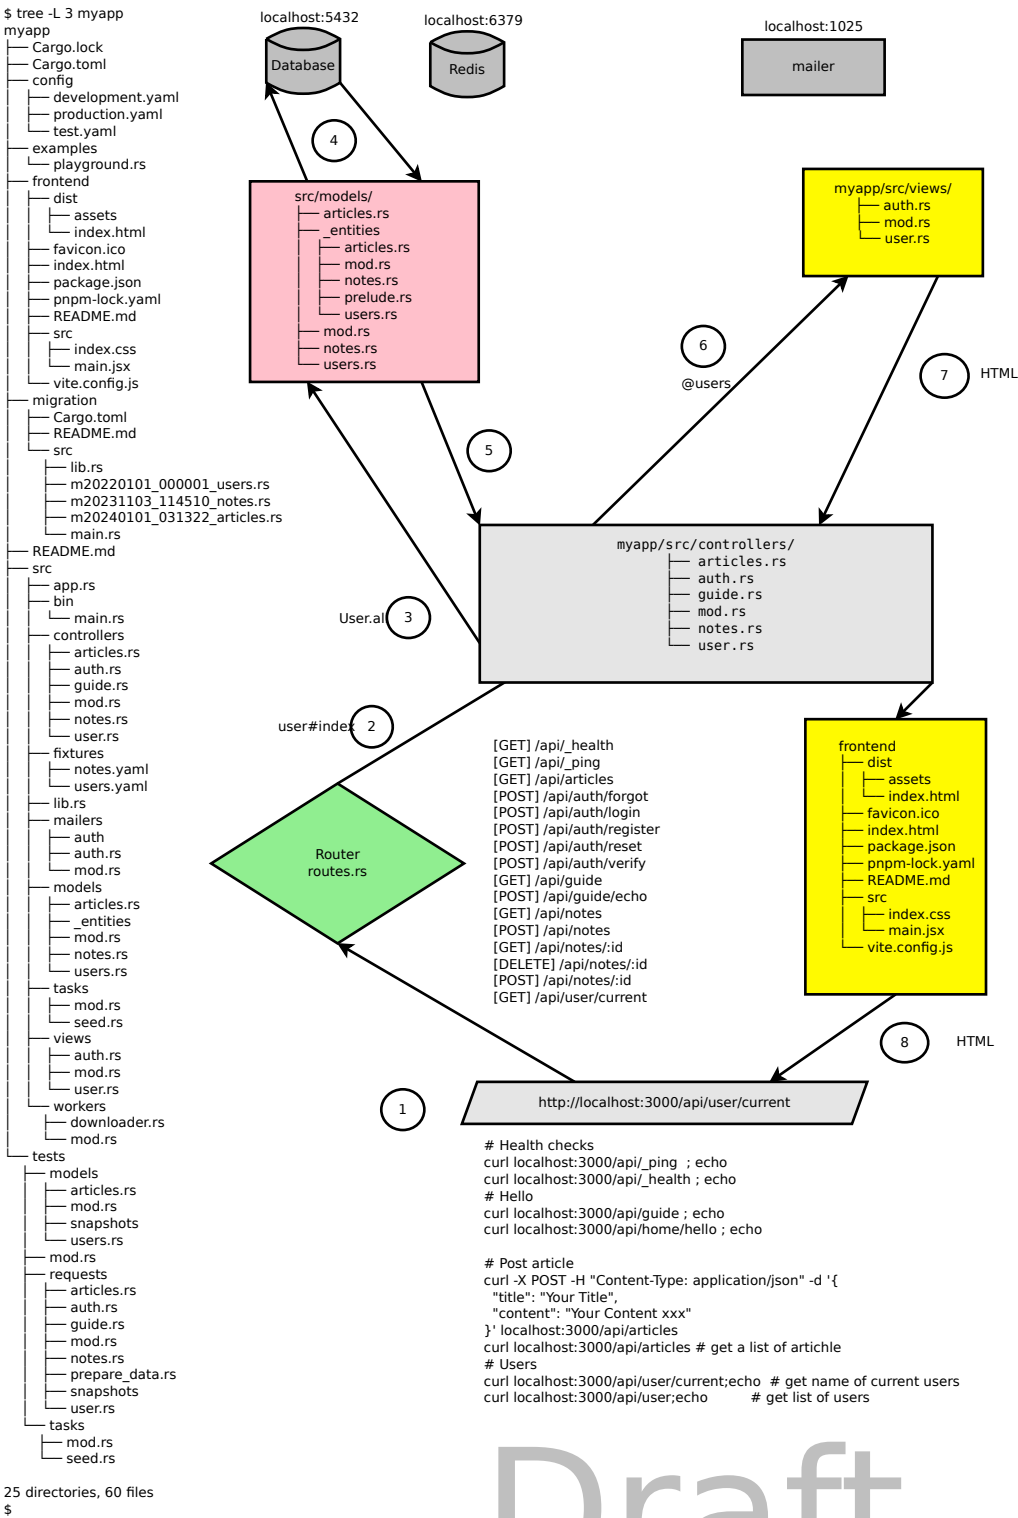 $ tree -L 3 myapp
myapp
├── Cargo.lock
├── Cargo.toml
├── config
│   ├── development.yaml
│   ├── production.yaml
│   └── test.yaml
├── examples
│   └── playground.rs
├── frontend
│   ├── dist
│   │   ├── assets
│   │   └── index.html
│   ├── favicon.ico
│   ├── index.html
│   ├── package.json
│   ├── pnpm-lock.yaml
│   ├── README.md
│   ├── src
│   │   ├── index.css
│   │   └── main.jsx
│   └── vite.config.js
├── migration
│   ├── Cargo.toml
│   ├── README.md
│   └── src
│       ├── lib.rs
│       ├── m20220101_000001_users.rs
│       ├── m20231103_114510_notes.rs
│       ├── m20240101_031322_articles.rs
│       └── main.rs
├── README.md
├── src
│   ├── app.rs
│   ├── bin
│   │   └── main.rs
│   ├── controllers
│   │   ├── articles.rs
│   │   ├── auth.rs
│   │   ├── guide.rs
│   │   ├── mod.rs
│   │   ├── notes.rs
│   │   └── user.rs
│   ├── fixtures
│   │   ├── notes.yaml
│   │   └── users.yaml
│   ├── lib.rs
│   ├── mailers
│   │   ├── auth
│   │   ├── auth.rs
│   │   └── mod.rs
│   ├── models
│   │   ├── articles.rs
│   │   ├── _entities
│   │   ├── mod.rs
│   │   ├── notes.rs
│   │   └── users.rs
│   ├── tasks
│   │   ├── mod.rs
│   │   └── seed.rs
│   ├── views
│   │   ├── auth.rs
│   │   ├── mod.rs
│   │   └── user.rs
│   └── workers
│       ├── downloader.rs
│       └── mod.rs
└── tests
    ├── models
    │   ├── articles.rs
    │   ├── mod.rs
    │   ├── snapshots
    │   └── users.rs
    ├── mod.rs
    ├── requests
    │   ├── articles.rs
    │   ├── auth.rs
    │   ├── guide.rs
    │   ├── mod.rs
    │   ├── notes.rs
    │   ├── prepare_data.rs
    │   ├── snapshots
    │   └── user.rs
    └── tasks
        ├── mod.rs
        └── seed.rs

25 directories, 60 files
$
localhost:5432
Database
localhost:6379
Redis
localhost:1025
mailer
4
src/models/
├── articles.rs
├── _entities
│   ├── articles.rs
│   ├── mod.rs
│   ├── notes.rs
│   ├── prelude.rs
│   └── users.rs
├── mod.rs
├── notes.rs
└── users.rs
myapp/src/views/
├── auth.rs
├── mod.rs
└── user.rs
6
@users
7
HTML
5
myapp/src/controllers/
├── articles.rs
├── auth.rs
├── guide.rs
├── mod.rs
├── notes.rs
└── user.rs
User.al
3
user#index
2
Router
routes.rs
[GET] /api/_health
[GET] /api/_ping
[GET] /api/articles
[POST] /api/auth/forgot
[POST] /api/auth/login
[POST] /api/auth/register
[POST] /api/auth/reset
[POST] /api/auth/verify
[GET] /api/guide
[POST] /api/guide/echo
[GET] /api/notes
[POST] /api/notes
[GET] /api/notes/:id
[DELETE] /api/notes/:id
[POST] /api/notes/:id
[GET] /api/user/current
frontend
├── dist
│   ├── assets
│   └── index.html
├── favicon.ico
├── index.html
├── package.json
├── pnpm-lock.yaml
├── README.md
├── src
│   ├── index.css
│   └── main.jsx
└── vite.config.js
8
HTML
1
http://localhost:3000/api/user/current
# Health checks
curl localhost:3000/api/_ping  ; echo
curl localhost:3000/api/_health ; echo
# Hello
curl localhost:3000/api/guide ; echo
curl localhost:3000/api/home/hello ; echo

# Post article
curl -X POST -H "Content-Type: application/json" -d '{
  "title": "Your Title",
  "content": "Your Content xxx"
}' localhost:3000/api/articles
curl localhost:3000/api/articles # get a list of artichle
# Users
curl localhost:3000/api/user/current;echo  # get name of current users
curl localhost:3000/api/user;echo          # get list of users
Draft